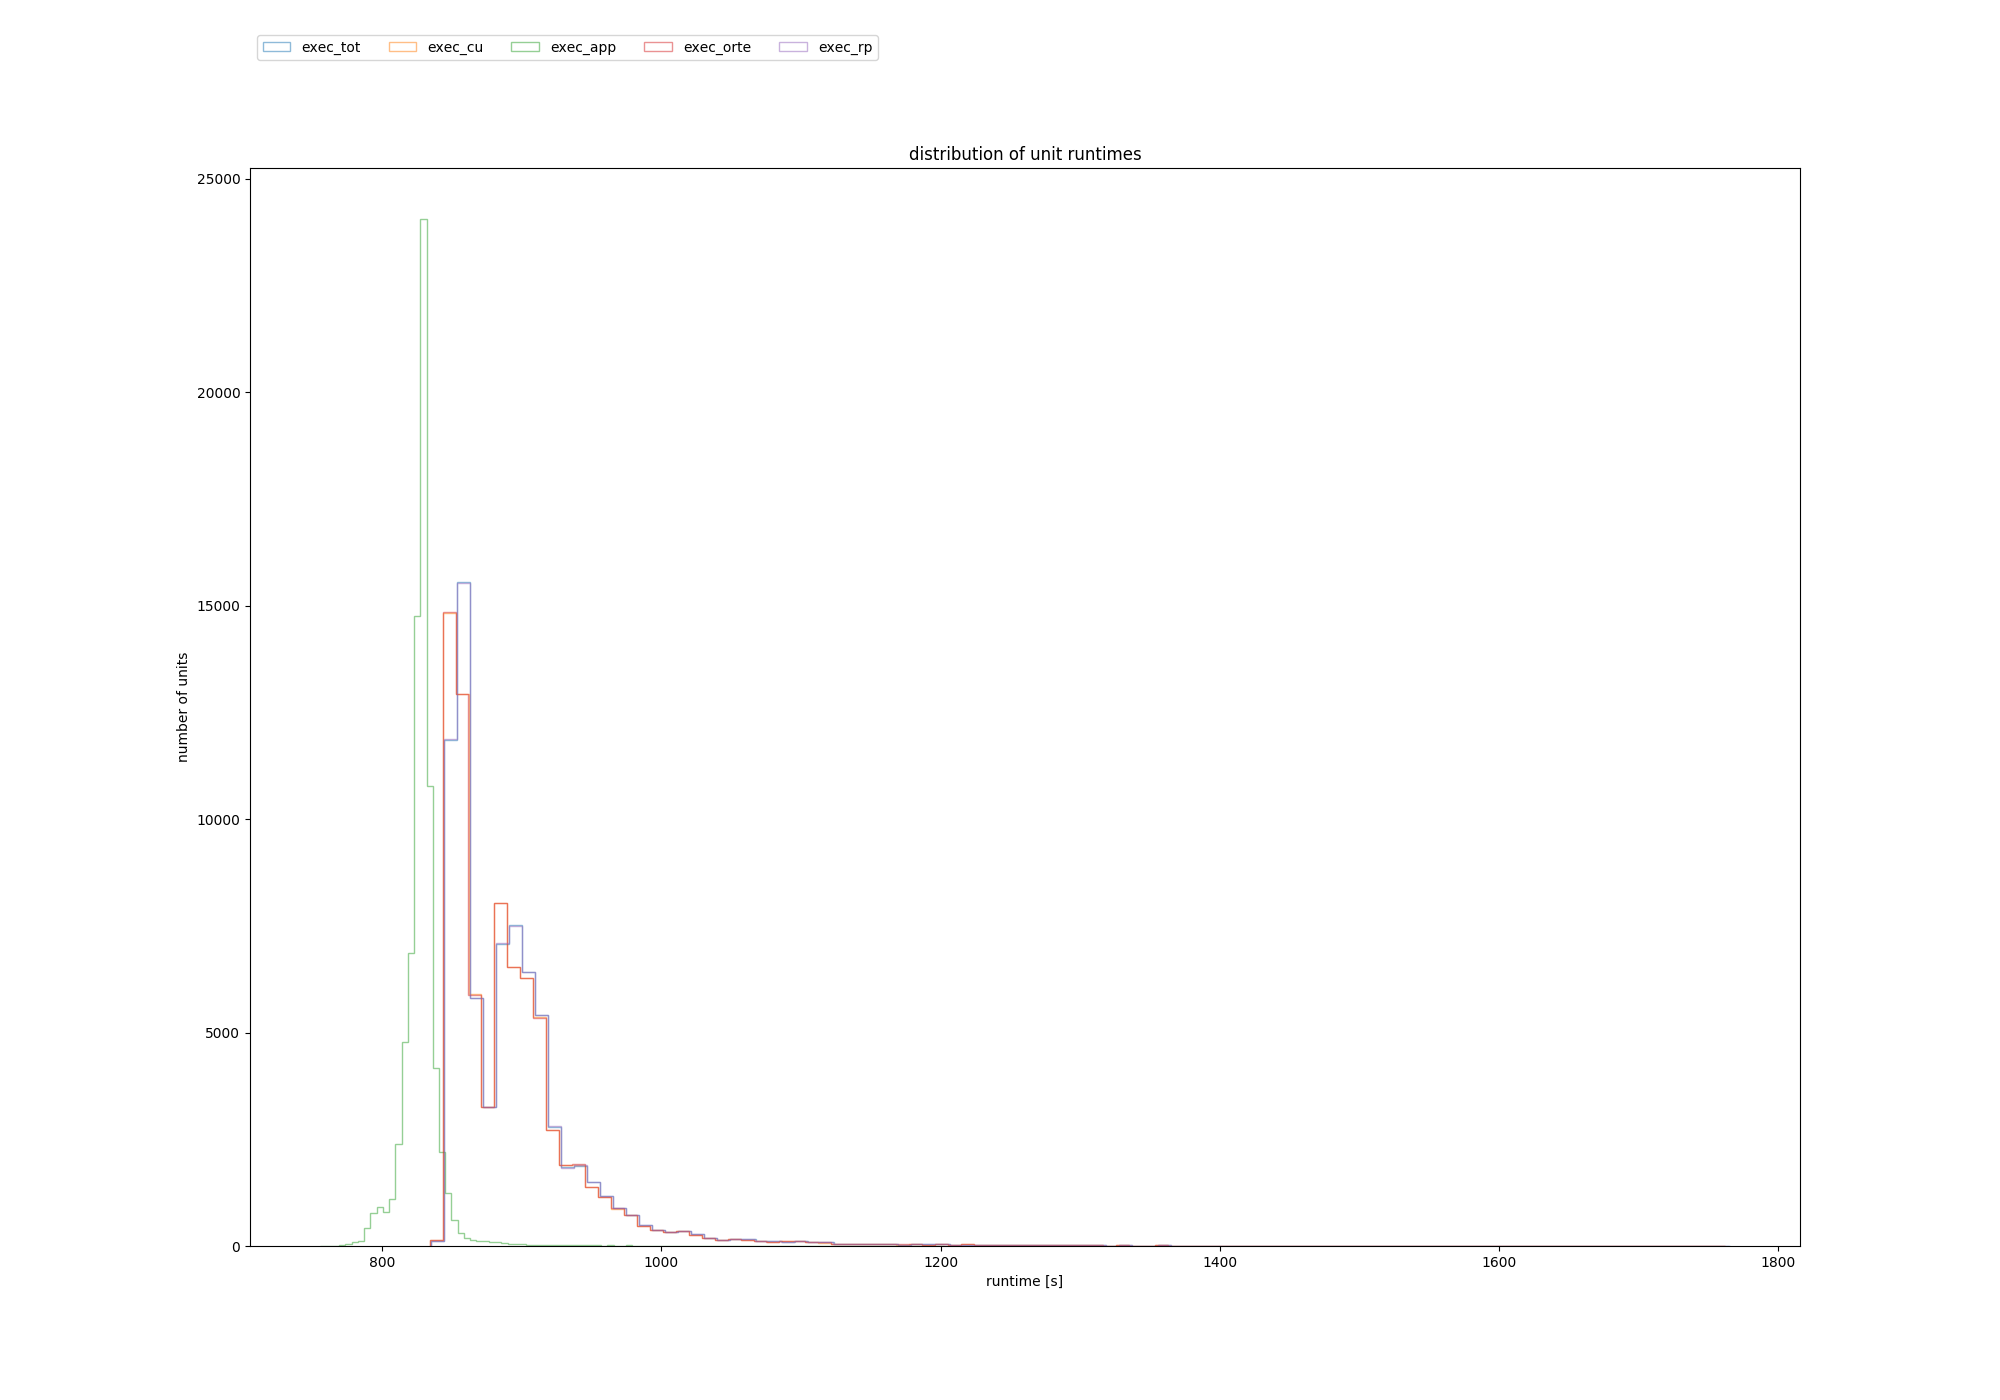 exec_tot exec_cu exec_app exec_orte exec_rp
distribution of unit runtimes
25000
20000
15000
10000
5000
0
number of units
800 1000 1200 1400 1600 1800
runtime [s]